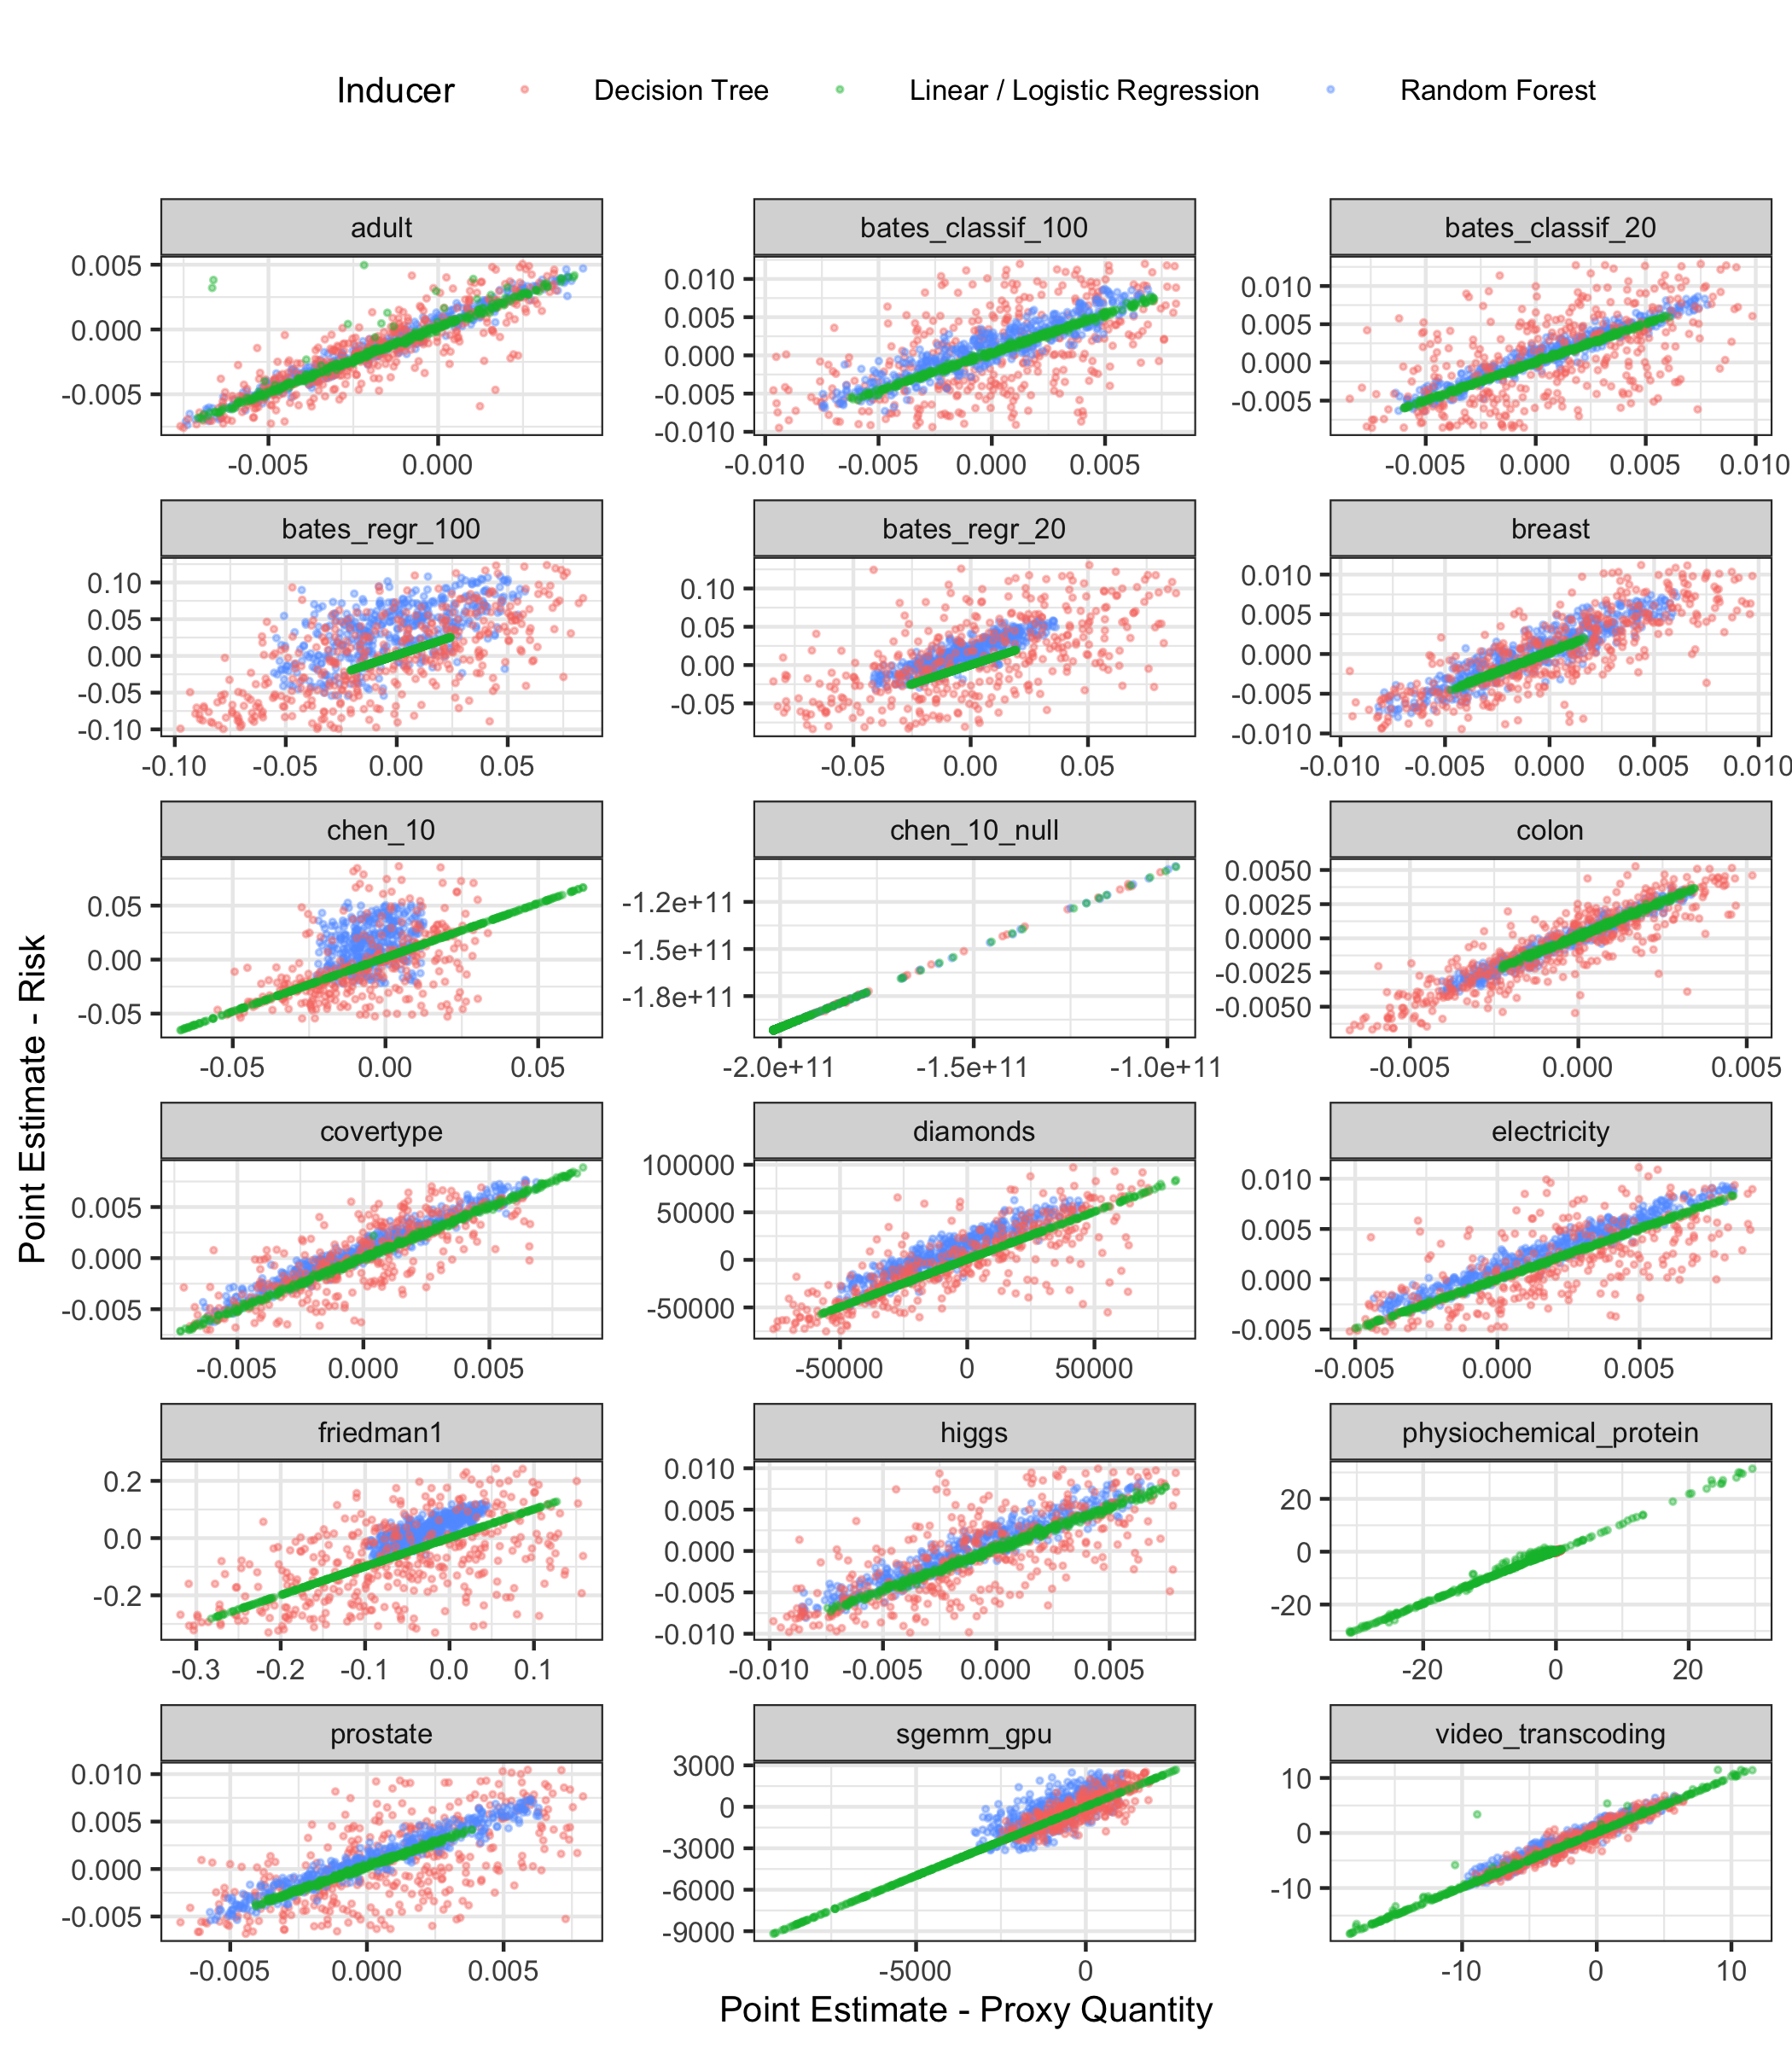 Inducer Decision Tree Linear / Logistic Regression Random Forest
adult bates_classif_100 bates_classif_20
0.005 0.000 -0.005
-0.005 0.000
0.010 0.005 0.000 -0.005 -0.010
-0.010 -0.005 0.000 0.005
0.010 0.005 0.000 -0.005
-0.005 0.000 0.005 0.010
bates_regr_100 bates_regr_20 breast
0.10 0.05 0.00 -0.05 -0.10
-0.10 -0.05 0.00 0.05
0.10 0.05 0.00 -0.05
-0.05 0.00 0.05
0.010 0.005 0.000 -0.005 -0.010
-0.010 -0.005 0.000 0.005 0.010
chen_10 chen_10_null colon
0.05 0.00 -0.05
-0.05 0.00 0.05
-1.2e+11 -1.5e+11 -1.8e+11
-2.0e+11 -1.5e+11 -1.0e+11
0.0050 0.0025 0.0000 -0.0025 -0.0050
-0.005 0.000 0.005
covertype diamonds electricity
0.005 0.000 -0.005
-0.005 0.000 0.005
100000 50000 0 -50000
-50000 0 50000
0.010 0.005 0.000 -0.005
-0.005 0.000 0.005
friedman1 higgs physiochemical_protein
0.2 0.0 -0.2
-0.3 -0.2 -0.1 0.0 0.1
0.010 0.005 0.000 -0.005 -0.010
-0.010 -0.005 0.000 0.005
20 0 -20
-20 0 20
prostate sgemm_gpu video_transcoding
0.010 0.005 0.000 -0.005
-0.005 0.000 0.005
3000 0 -3000 -6000 -9000
-5000 0
10 0 -10
-10 0 10
Point Estimate - Risk
Point Estimate - Proxy Quantity